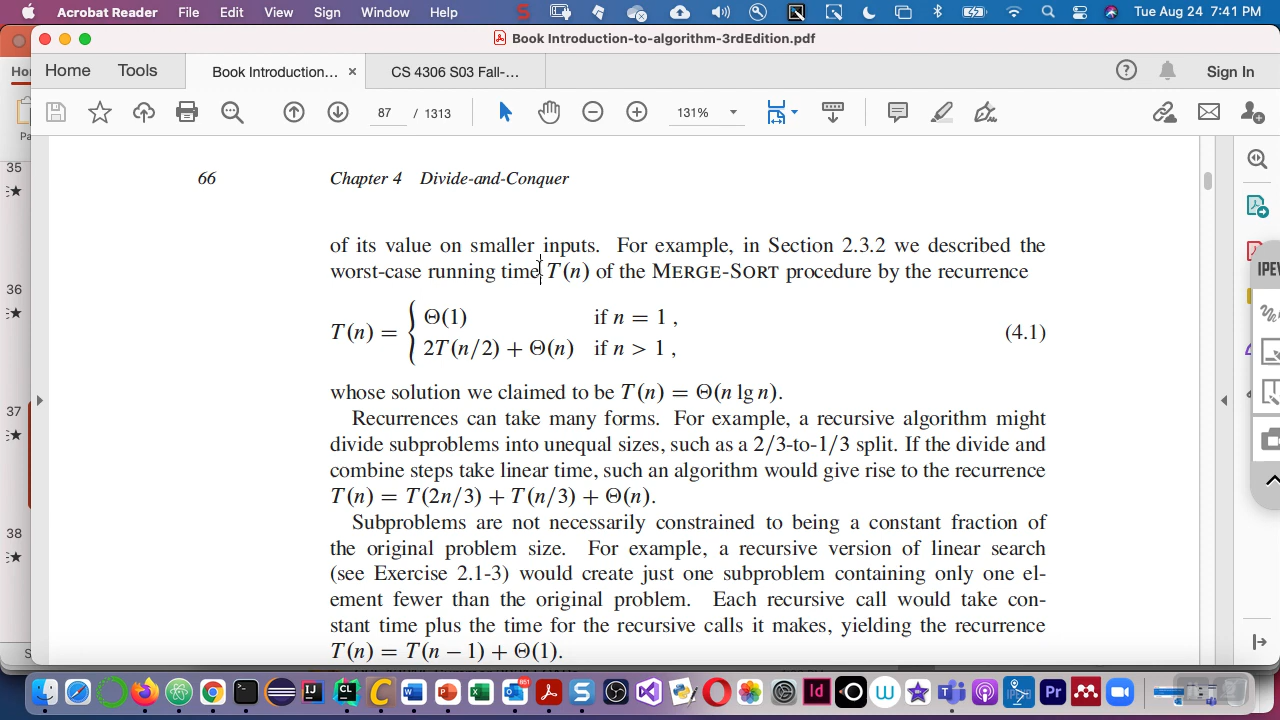 Acrobat Reader File Edit View Sign Window Help Tue Aug 24 7:41 PM
Book Introduction-to-algorithm-3rdEdition.pdf
Home Tools Book Introduction... × CS 4306 S03 Fall-... Sign In
87 / 1313 131%
66 Chapter 4 Divide-and-Conquer
of its value on smaller inputs. For example, in Section 2.3.2 we described the
worst-case running time T(n) of the MERGE-SORT procedure by the recurrence
T(n) = { Θ(1) if n = 1 ,
2T(n/2) + Θ(n) if n > 1 , (4.1)
whose solution we claimed to be T(n) = Θ(n lg n).
Recurrences can take many forms. For example, a recursive algorithm might
divide subproblems into unequal sizes, such as a 2/3-to-1/3 split. If the divide and
combine steps take linear time, such an algorithm would give rise to the recurrence
T(n) = T(2n/3) + T(n/3) + Θ(n).
Subproblems are not necessarily constrained to being a constant fraction of
the original problem size. For example, a recursive version of linear search
(see Exercise 2.1-3) would create just one subproblem containing only one el-
ement fewer than the original problem. Each recursive call would take con-
stant time plus the time for the recursive calls it makes, yielding the recurrence
T(n) = T(n − 1) + Θ(1).
35
36
37
38
IPEV